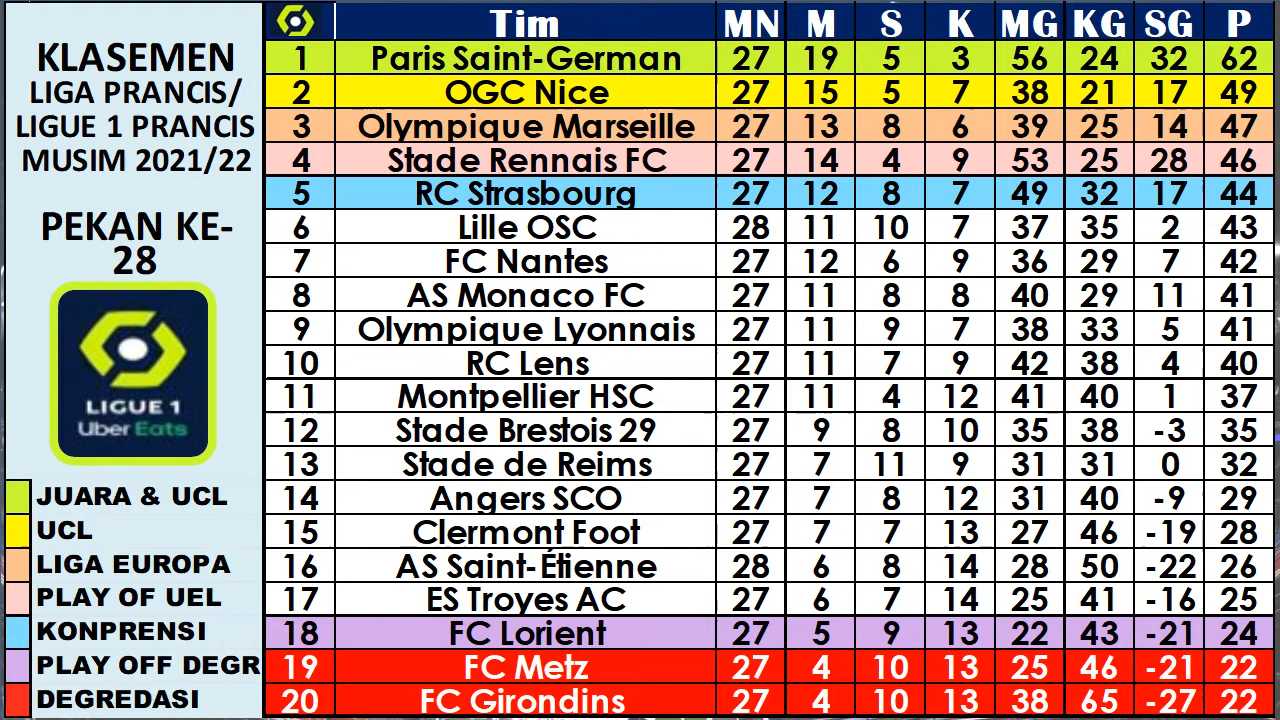 KLASEMEN
LIGA PRANCIS/
LIGUE 1 PRANCIS
MUSIM 2021/22
PEKAN KE-
28
LIGUE 1
Uber Eats
JUARA & UCL
UCL
LIGA EUROPA
PLAY OF UEL
KONPRENSI
PLAY OFF DEGR
DEGREDASI
Tim MN M S K MG KG SG P
1 Paris Saint-German 27 19 5 3 56 24 32 62
2 OGC Nice 27 15 5 7 38 21 17 49
3 Olympique Marseille 27 13 8 6 39 25 14 47
4 Stade Rennais FC 27 14 4 9 53 25 28 46
5 RC Strasbourg 27 12 8 7 49 32 17 44
6 Lille OSC 28 11 10 7 37 35 2 43
7 FC Nantes 27 12 6 9 36 29 7 42
8 AS Monaco FC 27 11 8 8 40 29 11 41
9 Olympique Lyonnais 27 11 9 7 38 33 5 41
10 RC Lens 27 11 7 9 42 38 4 40
11 Montpellier HSC 27 11 4 12 41 40 1 37
12 Stade Brestois 29 27 9 8 10 35 38 -3 35
13 Stade de Reims 27 7 11 9 31 31 0 32
14 Angers SCO 27 7 8 12 31 40 -9 29
15 Clermont Foot 27 7 7 13 27 46 -19 28
16 AS Saint-Étienne 28 6 8 14 28 50 -22 26
17 ES Troyes AC 27 6 7 14 25 41 -16 25
18 FC Lorient 27 5 9 13 22 43 -21 24
19 FC Metz 27 4 10 13 25 46 -21 22
20 FC Girondins 27 4 10 13 38 65 -27 22